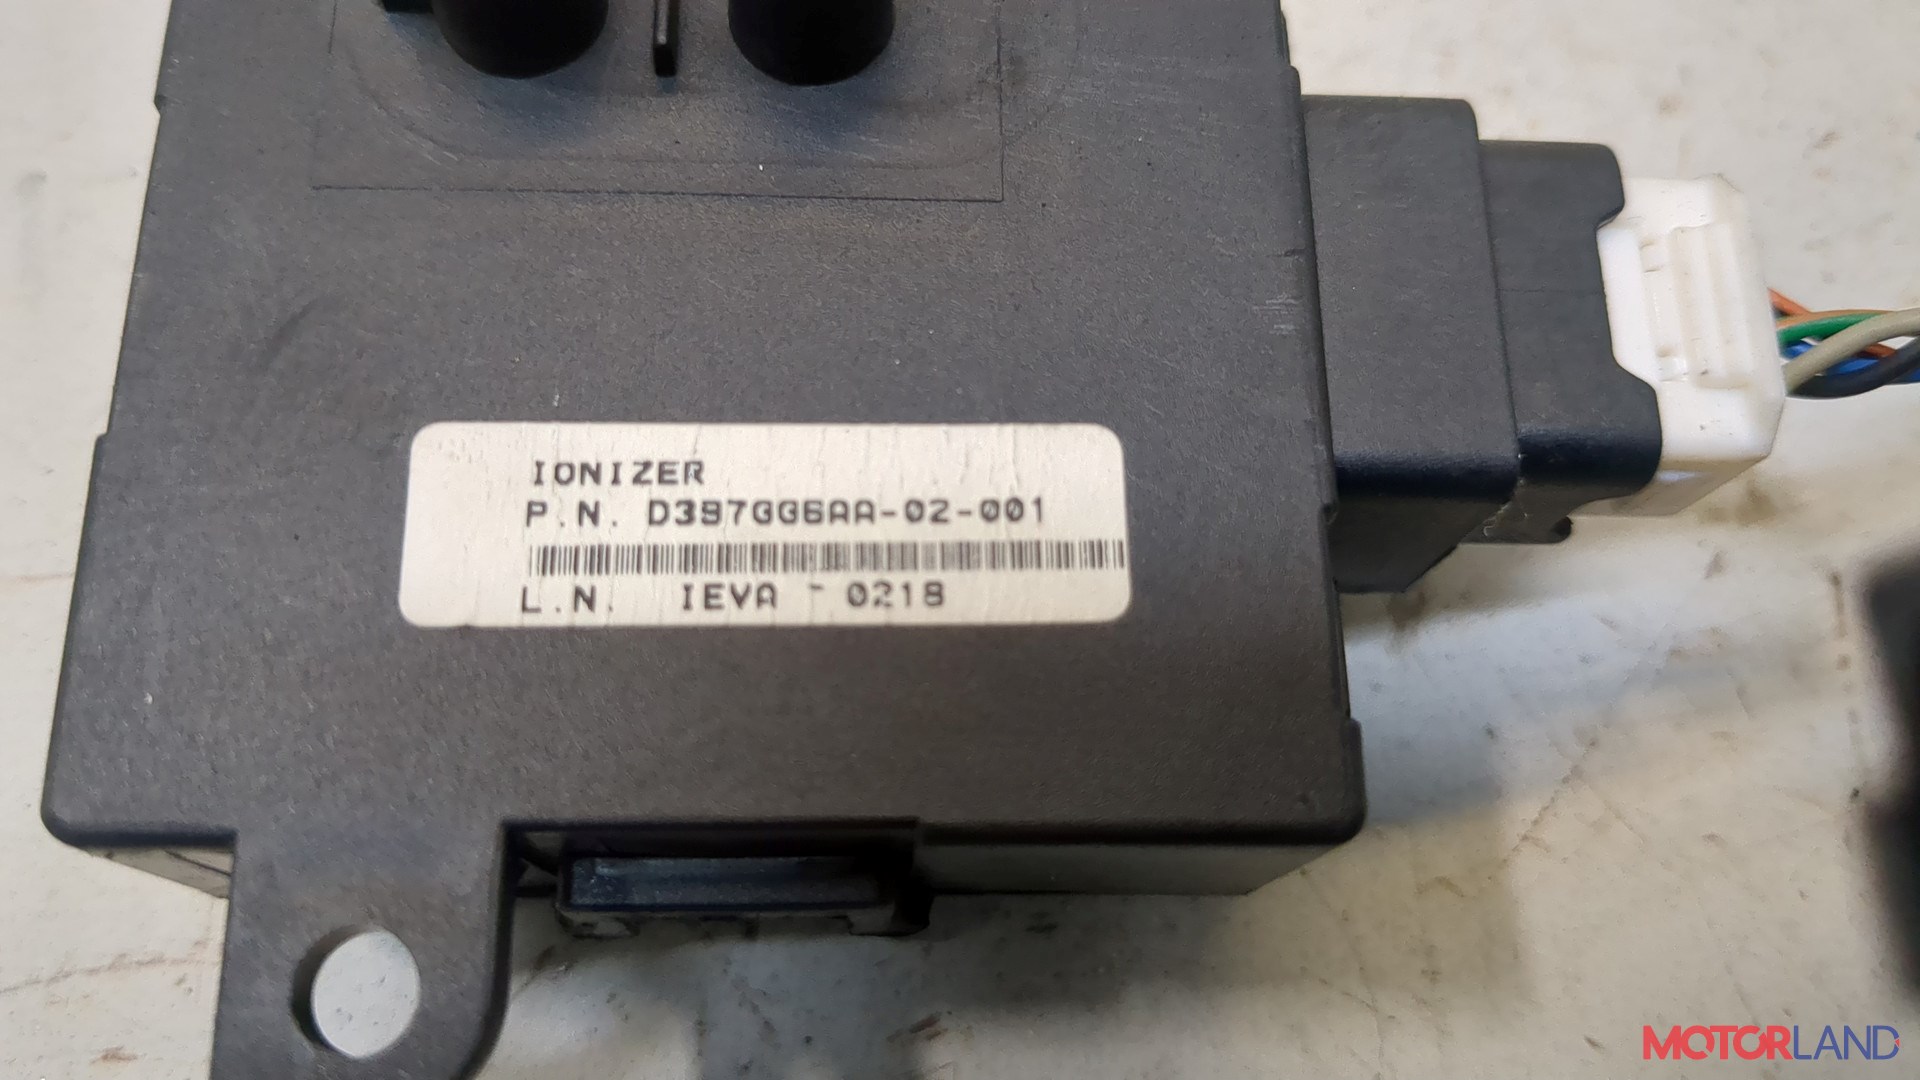 IONIZER
P.N. D397GG6AA-02-001
L.N. IEVA - 0218
MOTORLAND